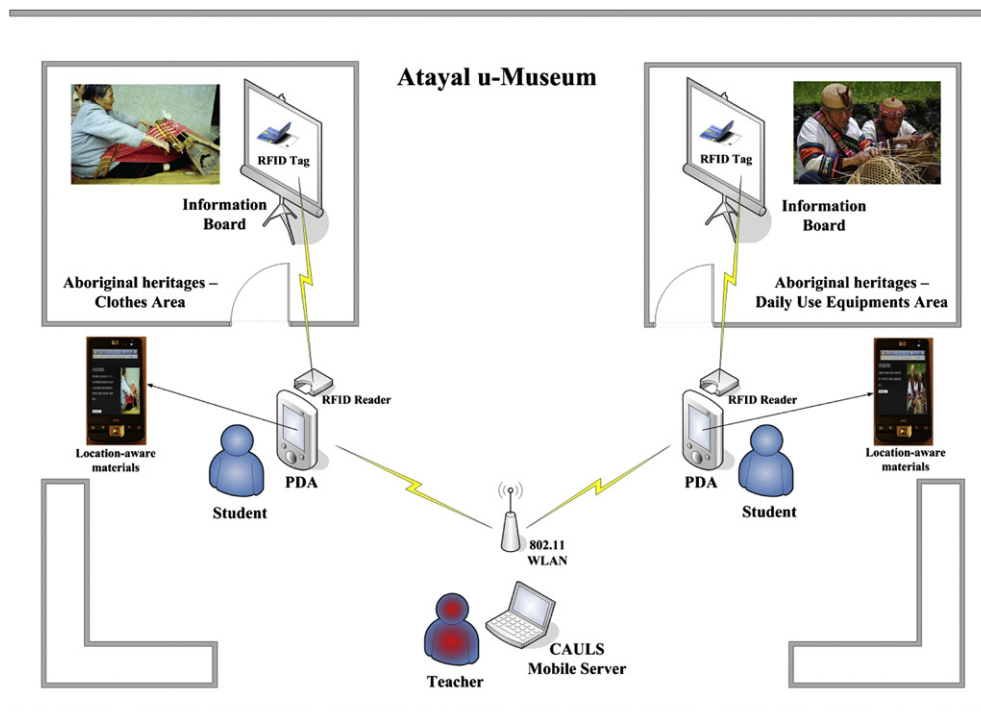 Atayal u-Museum
RFID Tag
Information
Board
Aboriginal heritages –
Clothes Area
RFID Tag
Information
Board
Aboriginal heritages –
Daily Use Equipments Area
RFID Reader
Location-aware
materials
PDA
Student
RFID Reader
Location-aware
materials
PDA
Student
802.11
WLAN
CAULS
Mobile Server
Teacher